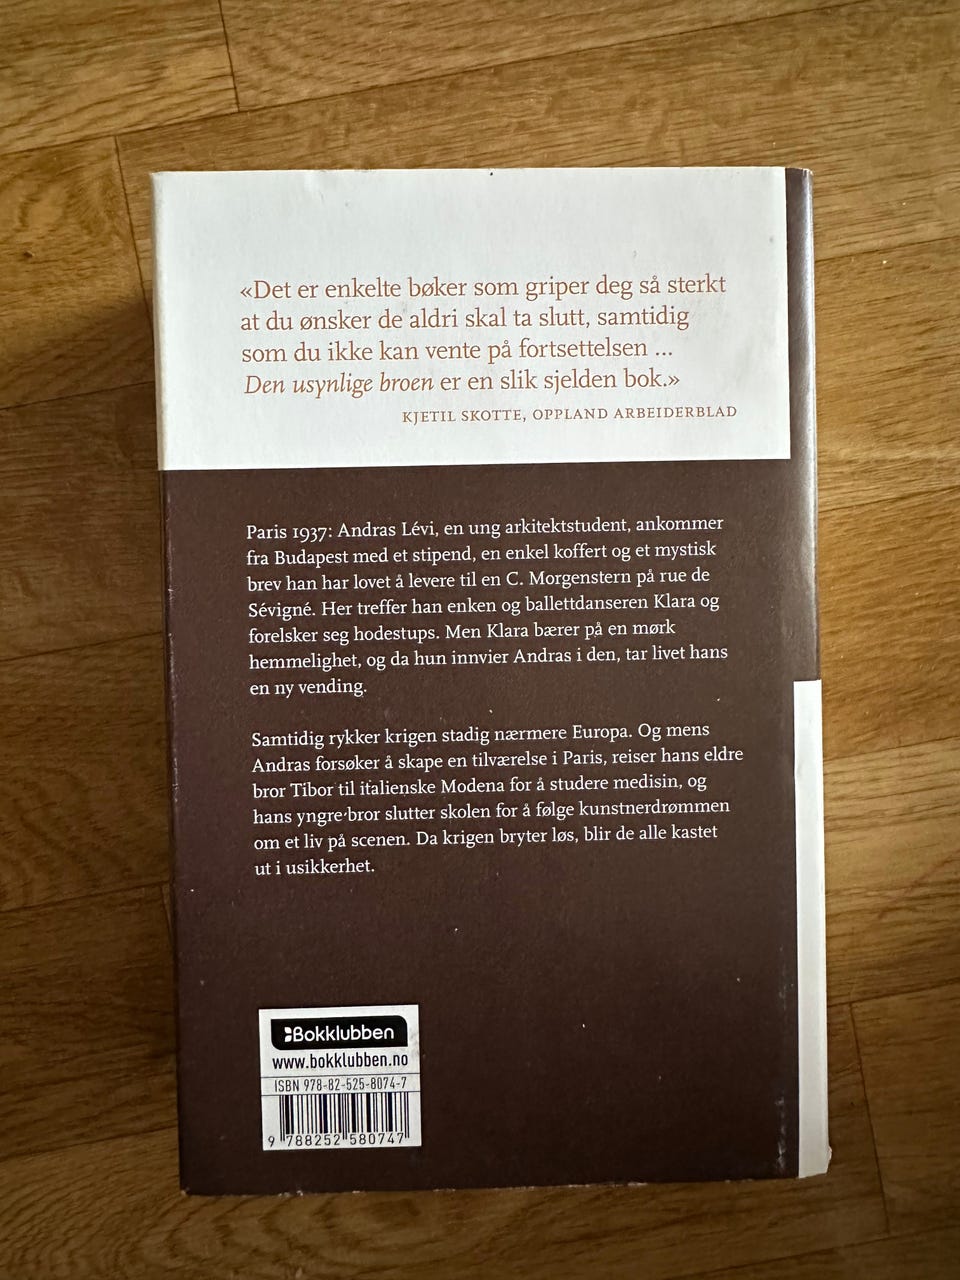 «Det er enkelte bøker som griper deg så sterkt
at du ønsker de aldri skal ta slutt, samtidig
som du ikke kan vente på fortsettelsen ...
Den usynlige broen er en slik sjelden bok.»
KJETIL SKOTTE, OPPLAND ARBEIDERBLAD
Paris 1937: Andras Lévi, en ung arkitektstudent, ankommer
fra Budapest med et stipend, en enkel koffert og et mystisk
brev han har lovet å levere til en C. Morgenstern på rue de
Sévigné. Her treffer han enken og ballettdanseren Klara og
forelsker seg hodestups. Men Klara bærer på en mørk
hemmelighet, og da hun innvier Andras i den, tar livet hans
en ny vending.
Samtidig rykker krigen stadig nærmere Europa. Og mens
Andras forsøker å skape en tilværelse i Paris, reiser hans eldre
bror Tibor til italienske Modena for å studere medisin, og
hans yngre bror slutter skolen for å følge kunstnerdrømmen
om et liv på scenen. Da krigen bryter løs, blir de alle kastet
ut i usikkerhet.
Bokklubben
www.bokklubben.no
ISBN 978-82-525-8074-7
9 788252 580747